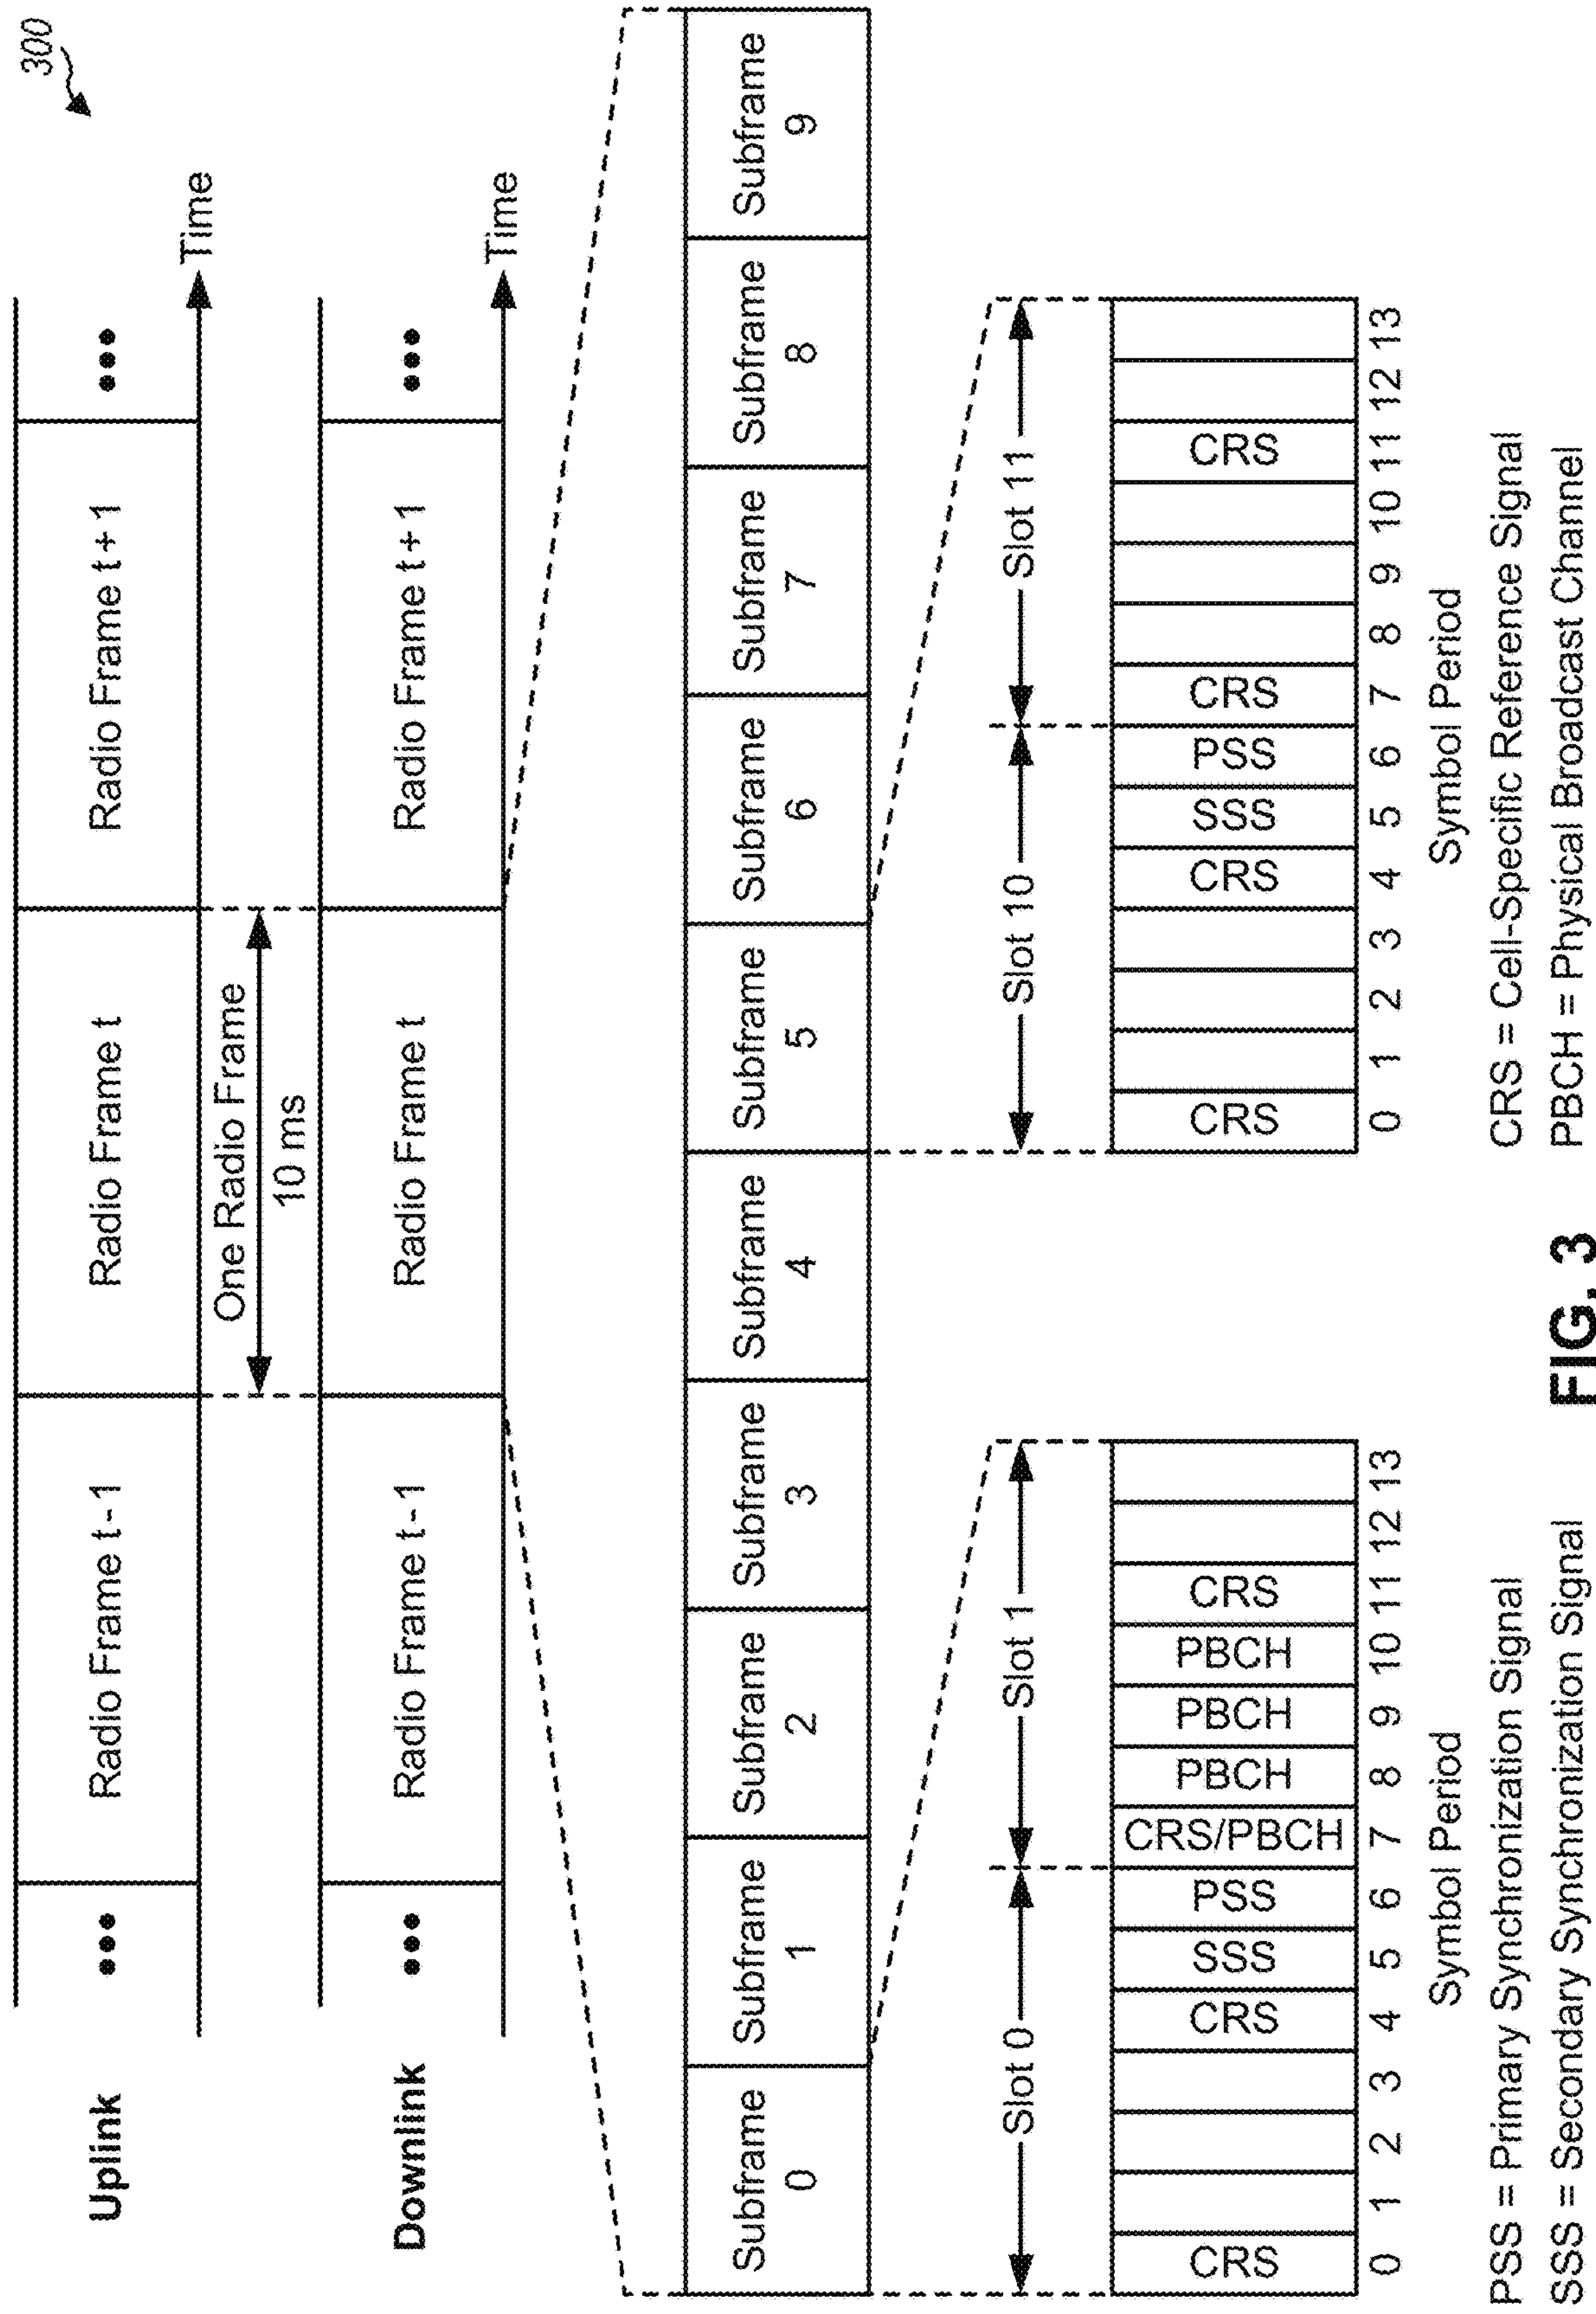 300
Uplink
••• Radio Frame t-1 Radio Frame t Radio Frame t+1 •••
Time
One Radio Frame
10 ms
Downlink
••• Radio Frame t-1 Radio Frame t Radio Frame t+1 •••
Time
Subframe Subframe Subframe Subframe Subframe Subframe Subframe Subframe Subframe Subframe
0 1 2 3 4 5 6 7 8 9
Slot 0 Slot 1 Slot 10 Slot 11
CRS CRS SSS PSS CRS/PBCH PBCH PBCH PBCH CRS CRS CRS SSS PSS CRS CRS
0 1 2 3 4 5 6 7 8 9 10 11 12 13 0 1 2 3 4 5 6 7 8 9 10 11 12 13
Symbol Period Symbol Period
PSS = Primary Synchronization Signal CRS = Cell-Specific Reference Signal
SSS = Secondary Synchronization Signal PBCH = Physical Broadcast Channel
FIG. 3